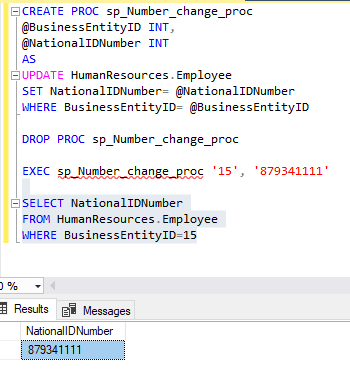 CREATE PROC sp_Number_change_proc
@BusinessEntityID INT,
@NationalIDNumber INT
AS
UPDATE HumanResources.Employee
SET NationalIDNumber= @NationalIDNumber
WHERE BusinessEntityID= @BusinessEntityID
DROP PROC sp_Number_change_proc
EXEC sp_Number_change_proc '15', '879341111'
SELECT NationalIDNumber
FROM HumanResources.Employee
WHERE BusinessEntityID=15
0 %
Results Messages
NationalIDNumber
879341111